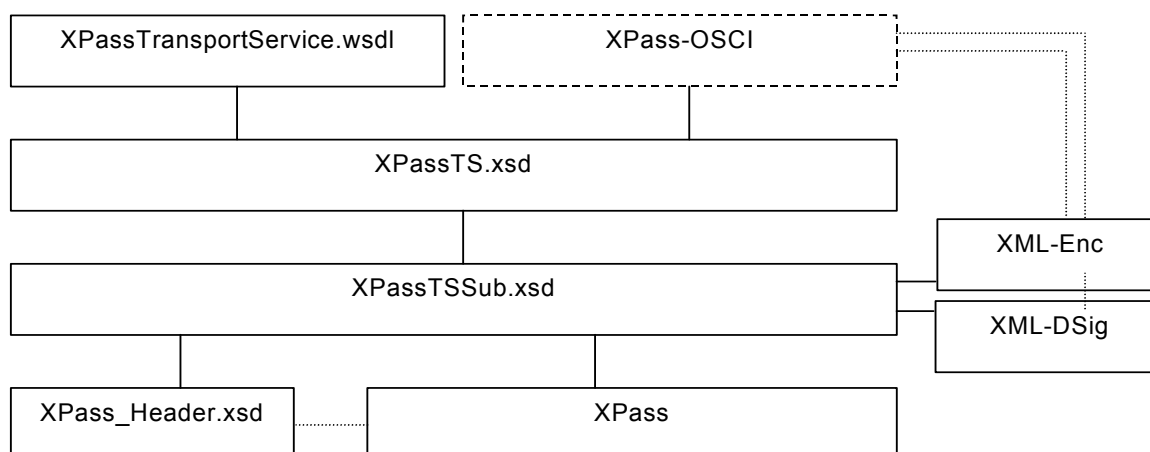 XPassTransportService.wsdl
XPass-OSCI
XPassTS.xsd
XML-Enc
XPassTSSub.xsd
XML-DSig
XPass_Header.xsd
XPass